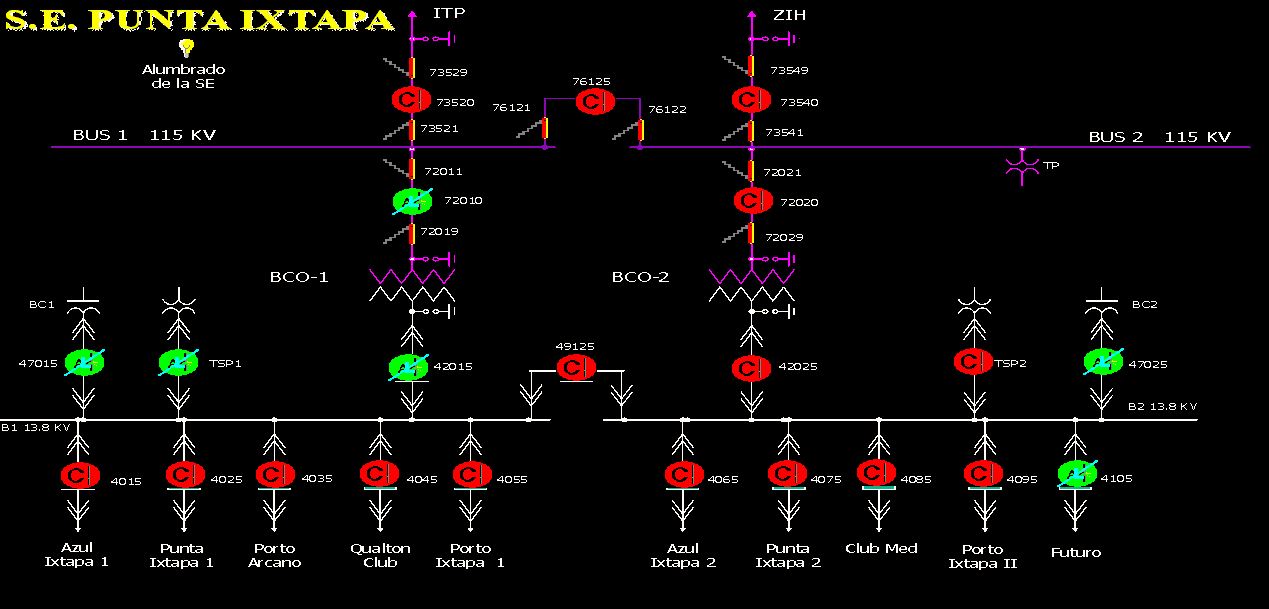 S.E. PUNTA IXTAPA
ITP
ZIH
Alumbrado
de la SE
73529
73549
76125
73520
76121
76122
73540
73521
73541
BUS 1 115 KV
BUS 2 115 KV
72011
72021
TP
72010
72020
72019
72029
BCO-1
BCO-2
BC1
BC2
49125
47015
TSP1
42015
42025
TSP2
47025
B1 13.8 KV
B2 13.8 KV
4015
4025
4035
4045
4055
4065
4075
4085
4095
4105
Azul
Ixtapa 1
Punta
Ixtapa 1
Porto
Arcano
Qualton
Club
Porto
Ixtapa 1
Azul
Ixtapa 2
Punta
Ixtapa 2
Club Med
Porto
Ixtapa II
Futuro